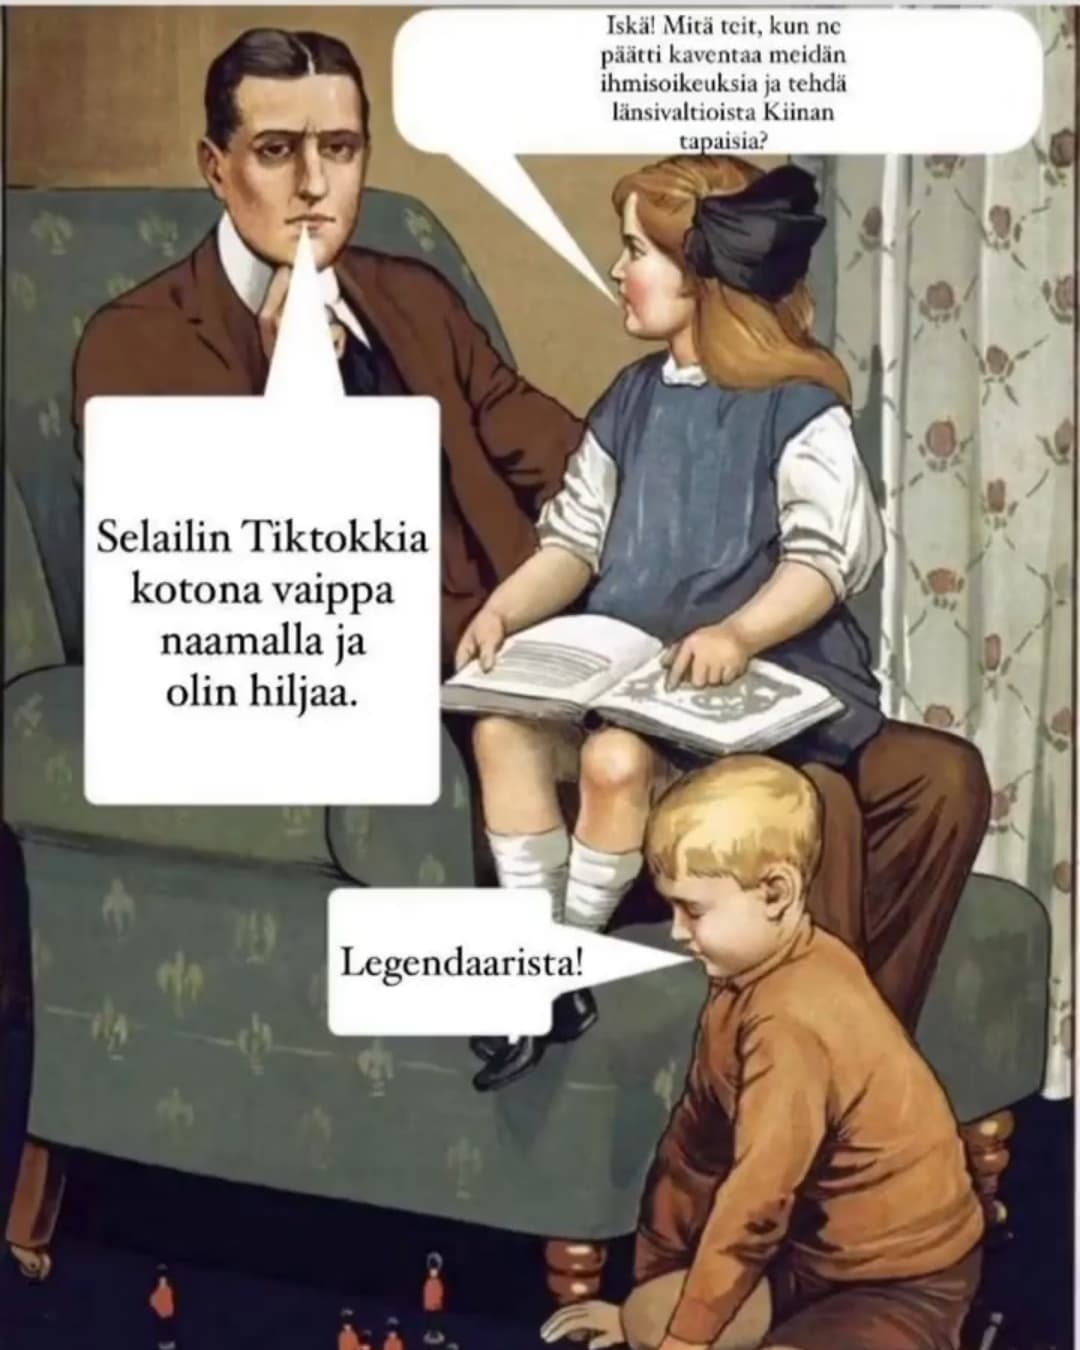 Iskä! Mitä teit, kun ne
päätti kaventaa meidän
ihmisoikeuksia ja tehdä
länsivaltioista Kiinan
tapaisia?
Selailin Tiktokkia
kotona vaippa
naamalla ja
olin hiljaa.
Legendaarista!